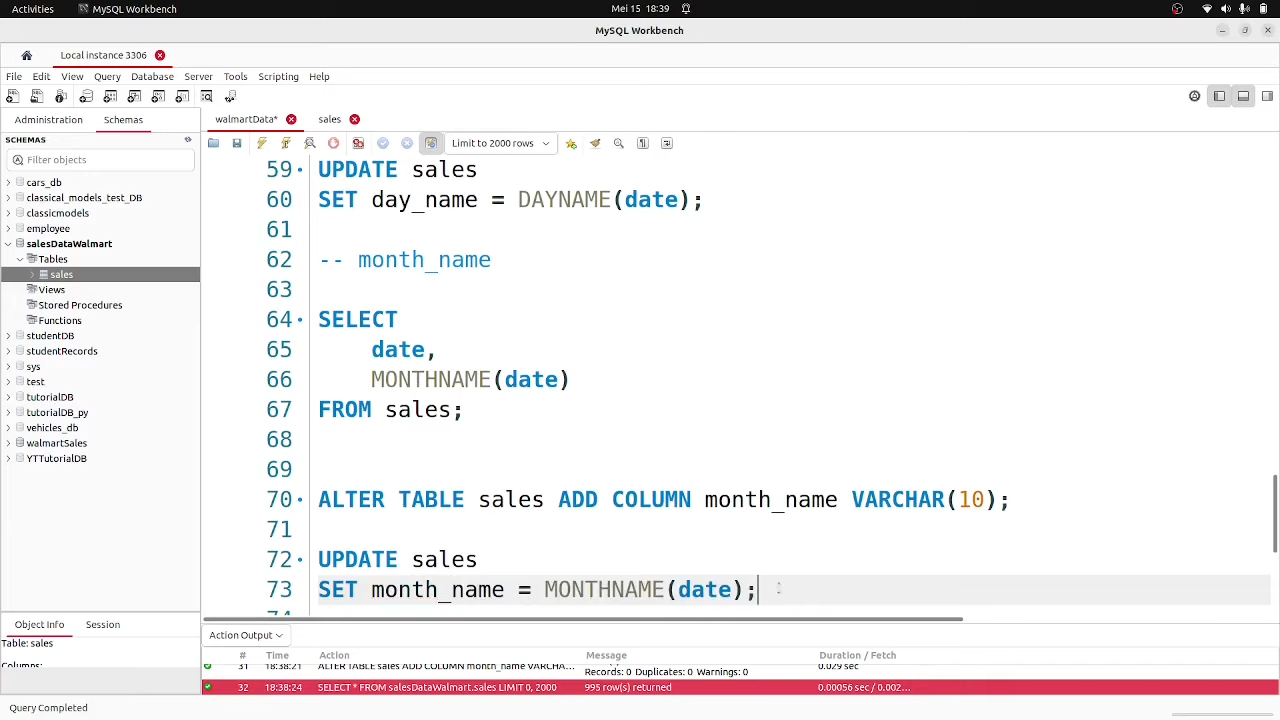 Activities MySQL Workbench Mei 15 18:39
MySQL Workbench
Local instance 3306
File Edit View Query Database Server Tools Scripting Help
Administration Schemas
walmartData* sales
SCHEMAS
Filter objects
Limit to 2000 rows
cars_db
classical_models_test_DB
classicmodels
employee
salesDataWalmart
Tables
sales
Views
Stored Procedures
Functions
studentDB
studentRecords
sys
test
tutorialDB
tutorialDB_py
vehicles_db
walmartSales
YTTutorialDB
59 UPDATE sales
60 SET day_name = DAYNAME(date);
61
62 -- month_name
63
64 SELECT
65 date,
66 MONTHNAME(date)
67 FROM sales;
68
69
70 ALTER TABLE sales ADD COLUMN month_name VARCHAR(10);
71
72 UPDATE sales
73 SET month_name = MONTHNAME(date);
74
Object Info Session
Table: sales
Columns:
Action Output
# Time Action Message Duration / Fetch
31 18:38:21 ALTER TABLE sales ADD COLUMN month_name VARCHA... Records: 0 Duplicates: 0 Warnings: 0 0.029 sec
32 18:38:24 SELECT * FROM salesDataWalmart.sales LIMIT 0, 2000 995 row(s) returned 0.00056 sec / 0.002...
Query Completed